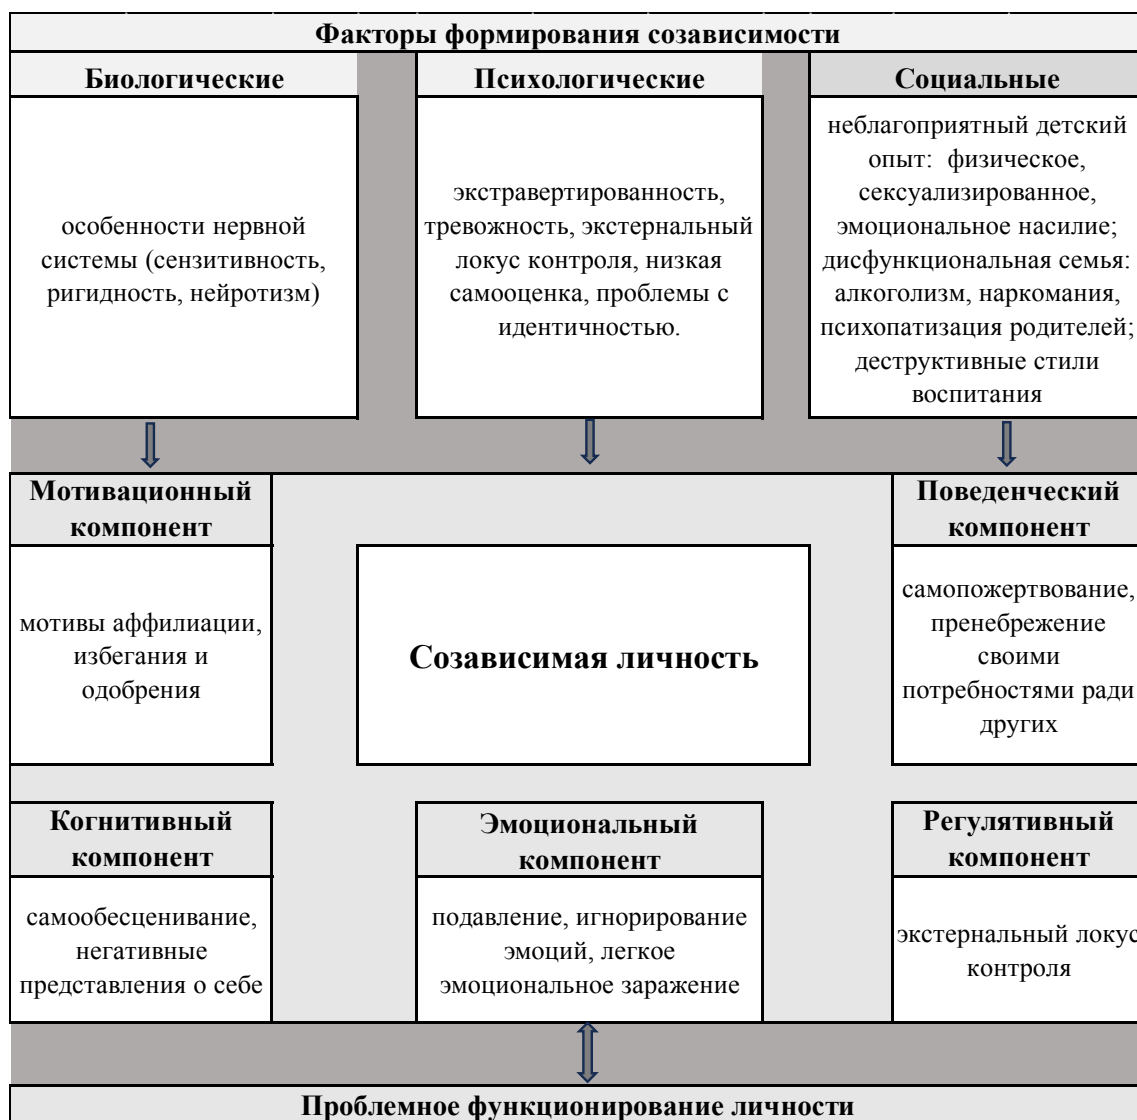 Факторы формирования созависимости
Биологические
Психологические
Социальные
особенности нервной
системы (сензитивность,
ригидность, нейротизм)
экстравертированность,
тревожность, экстернальный
локус контроля, низкая
самооценка, проблемы с
идентичностью.
неблагоприятный детский
опыт: физическое,
сексуализированное,
эмоциональное насилие;
дисфункциональная семья:
алкоголизм, наркомания,
психопатизация родителей;
деструктивные стили
воспитания
Мотивационный
компонент
мотивы аффилиации,
избегания и
одобрения
Созависимая личность
Поведенческий
компонент
самопожертвование,
пренебрежение
своими
потребностями ради
других
Когнитивный
компонент
самообесценивание,
негативные
представления о себе
Эмоциональный
компонент
подавление, игнорирование
эмоций, легкое
эмоциональное заражение
Регулятивный
компонент
экстернальный локус
контроля
Проблемное функционирование личности